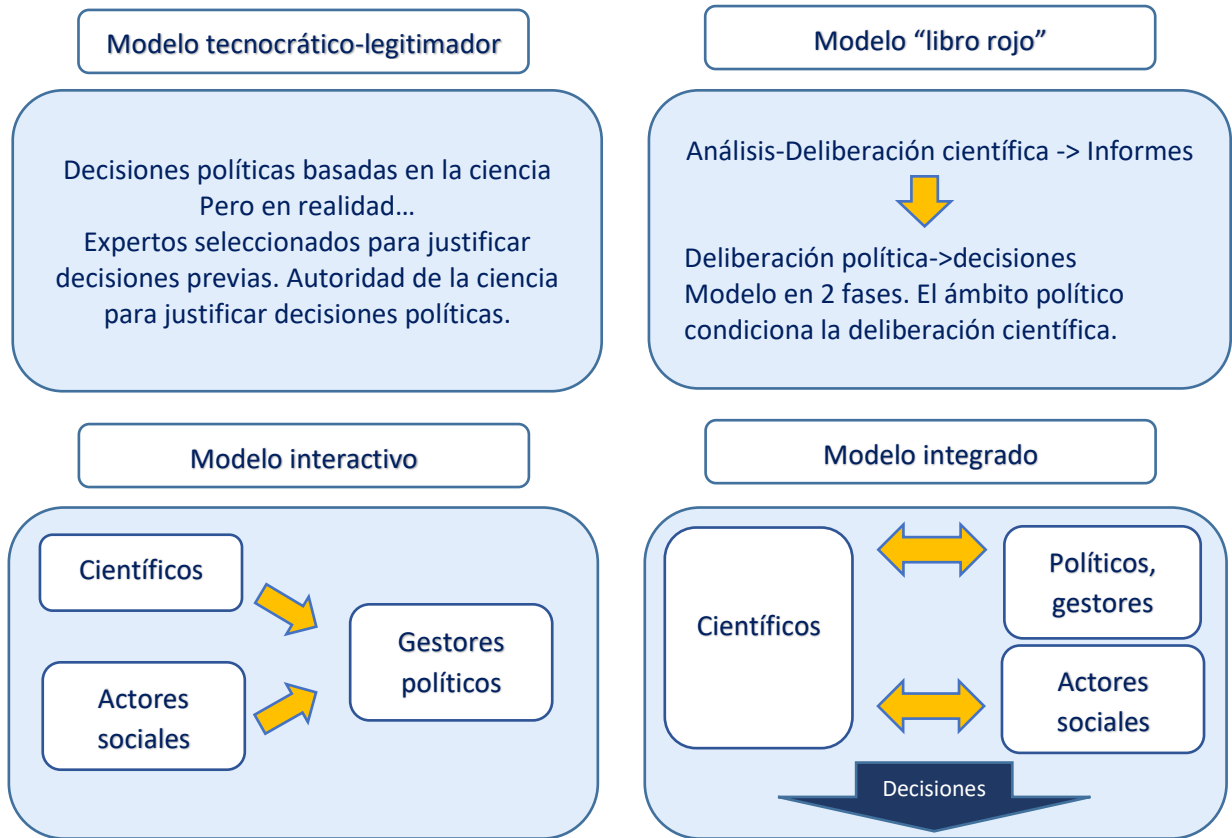 Modelo tecnocrático-legitimador
Decisiones políticas basadas en la ciencia
Pero en realidad…
Expertos seleccionados para justificar
decisiones previas. Autoridad de la ciencia
para justificar decisiones políticas.
Modelo “libro rojo”
Análisis-Deliberación científica -> Informes
Deliberación política->decisiones
Modelo en 2 fases. El ámbito político
condiciona la deliberación científica.
Modelo interactivo
Científicos
Actores
sociales
Gestores
políticos
Modelo integrado
Científicos
Políticos,
gestores
Actores
sociales
Decisiones